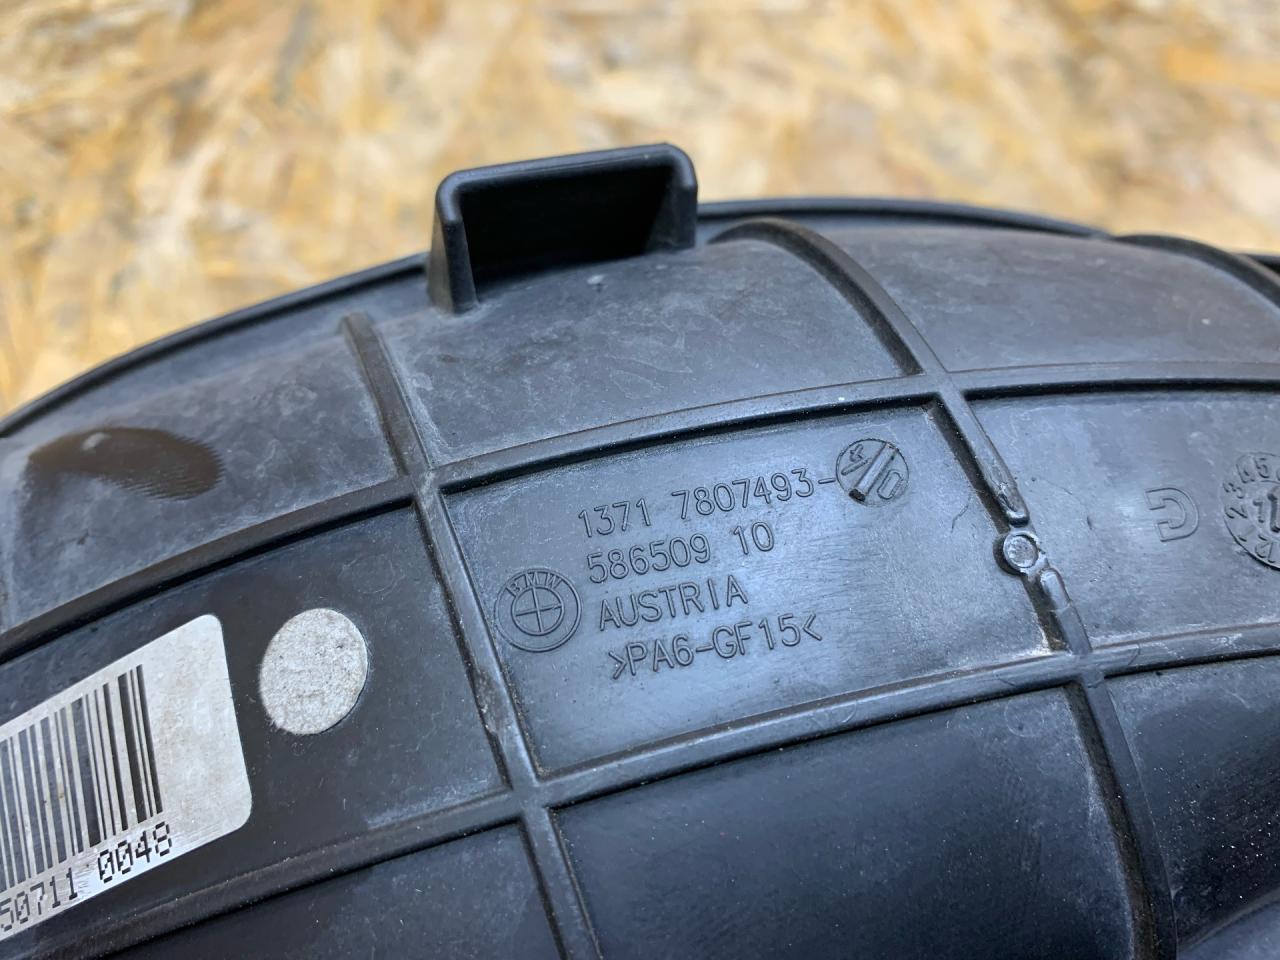 1371 7807493-
586509 10
BMW
AUSTRIA
>PA6-GF15<
G
50711 0048